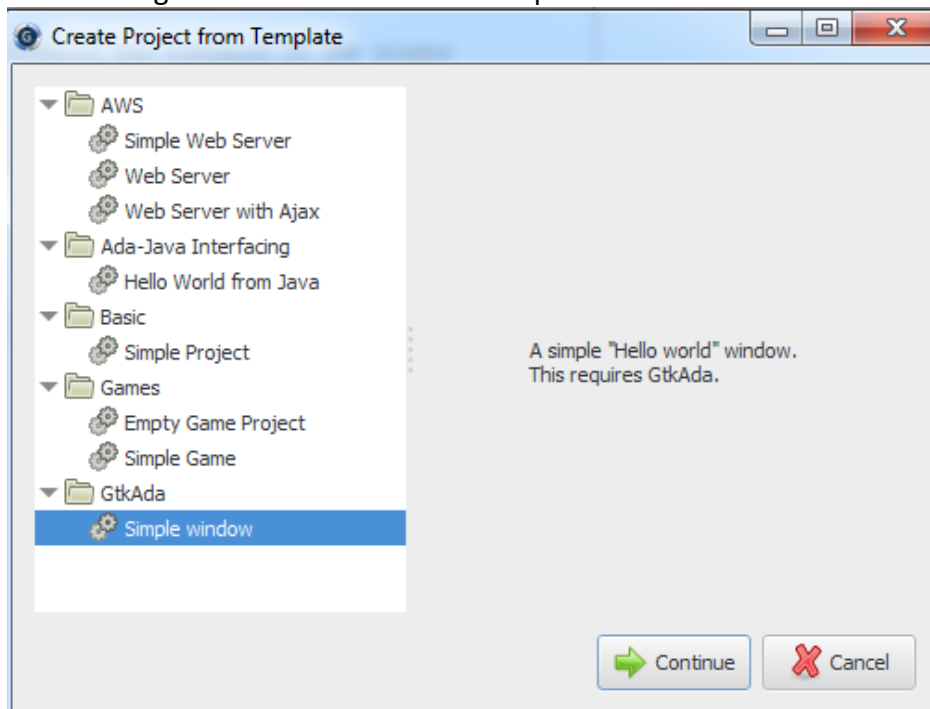 Create Project from Template
AWS
Simple Web Server
Web Server
Web Server with Ajax
Ada-Java Interfacing
Hello World from Java
Basic
Simple Project
Games
Empty Game Project
Simple Game
GtkAda
Simple window
A simple "Hello world" window.
This requires GtkAda.
Continue
Cancel